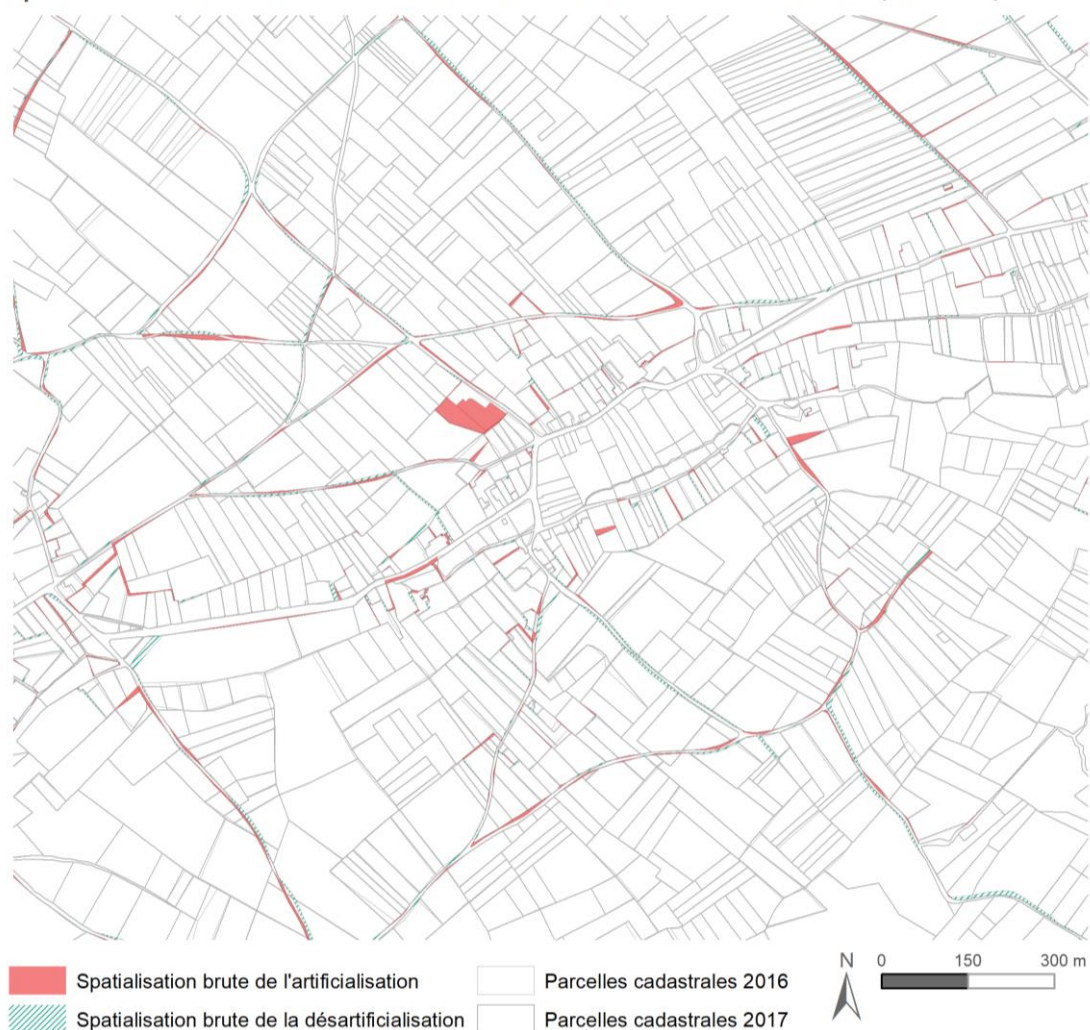 Spatialisation brute de l'artificialisation
Spatialisation brute de la désartificialisation
Parcelles cadastrales 2016
Parcelles cadastrales 2017
N
0 150 300 m